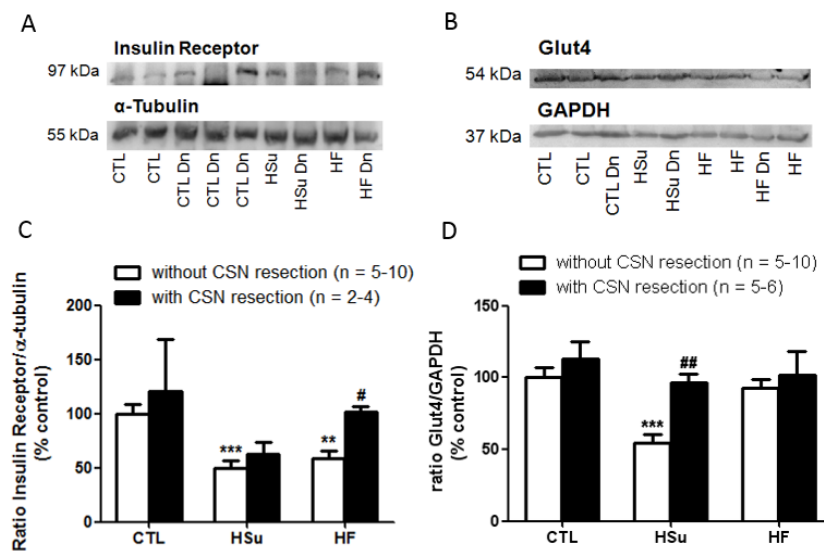 A
Insulin Receptor
97 kDa
α-Tubulin
55 kDa
CTL
CTL
CTL Dn
CTL Dn
CTL Dn
HSu
HSu Dn
HF
HF Dn
B
Glut4
54 kDa
GAPDH
37 kDa
CTL
CTL
CTL Dn
HSu
HSu Dn
HF
HF
HF Dn
HF
C
without CSN resection (n = 5-10)
with CSN resection (n = 2-4)
Ratio Insulin Receptor/α-tubulin
(% control)
200
150
100
50
0
***
**
#
CTL
HSu
HF
D
without CSN resection (n = 5-10)
with CSN resection (n = 5-6)
ratio Glut4/GAPDH
(% control)
150
100
50
0
***
##
CTL
HSu
HF